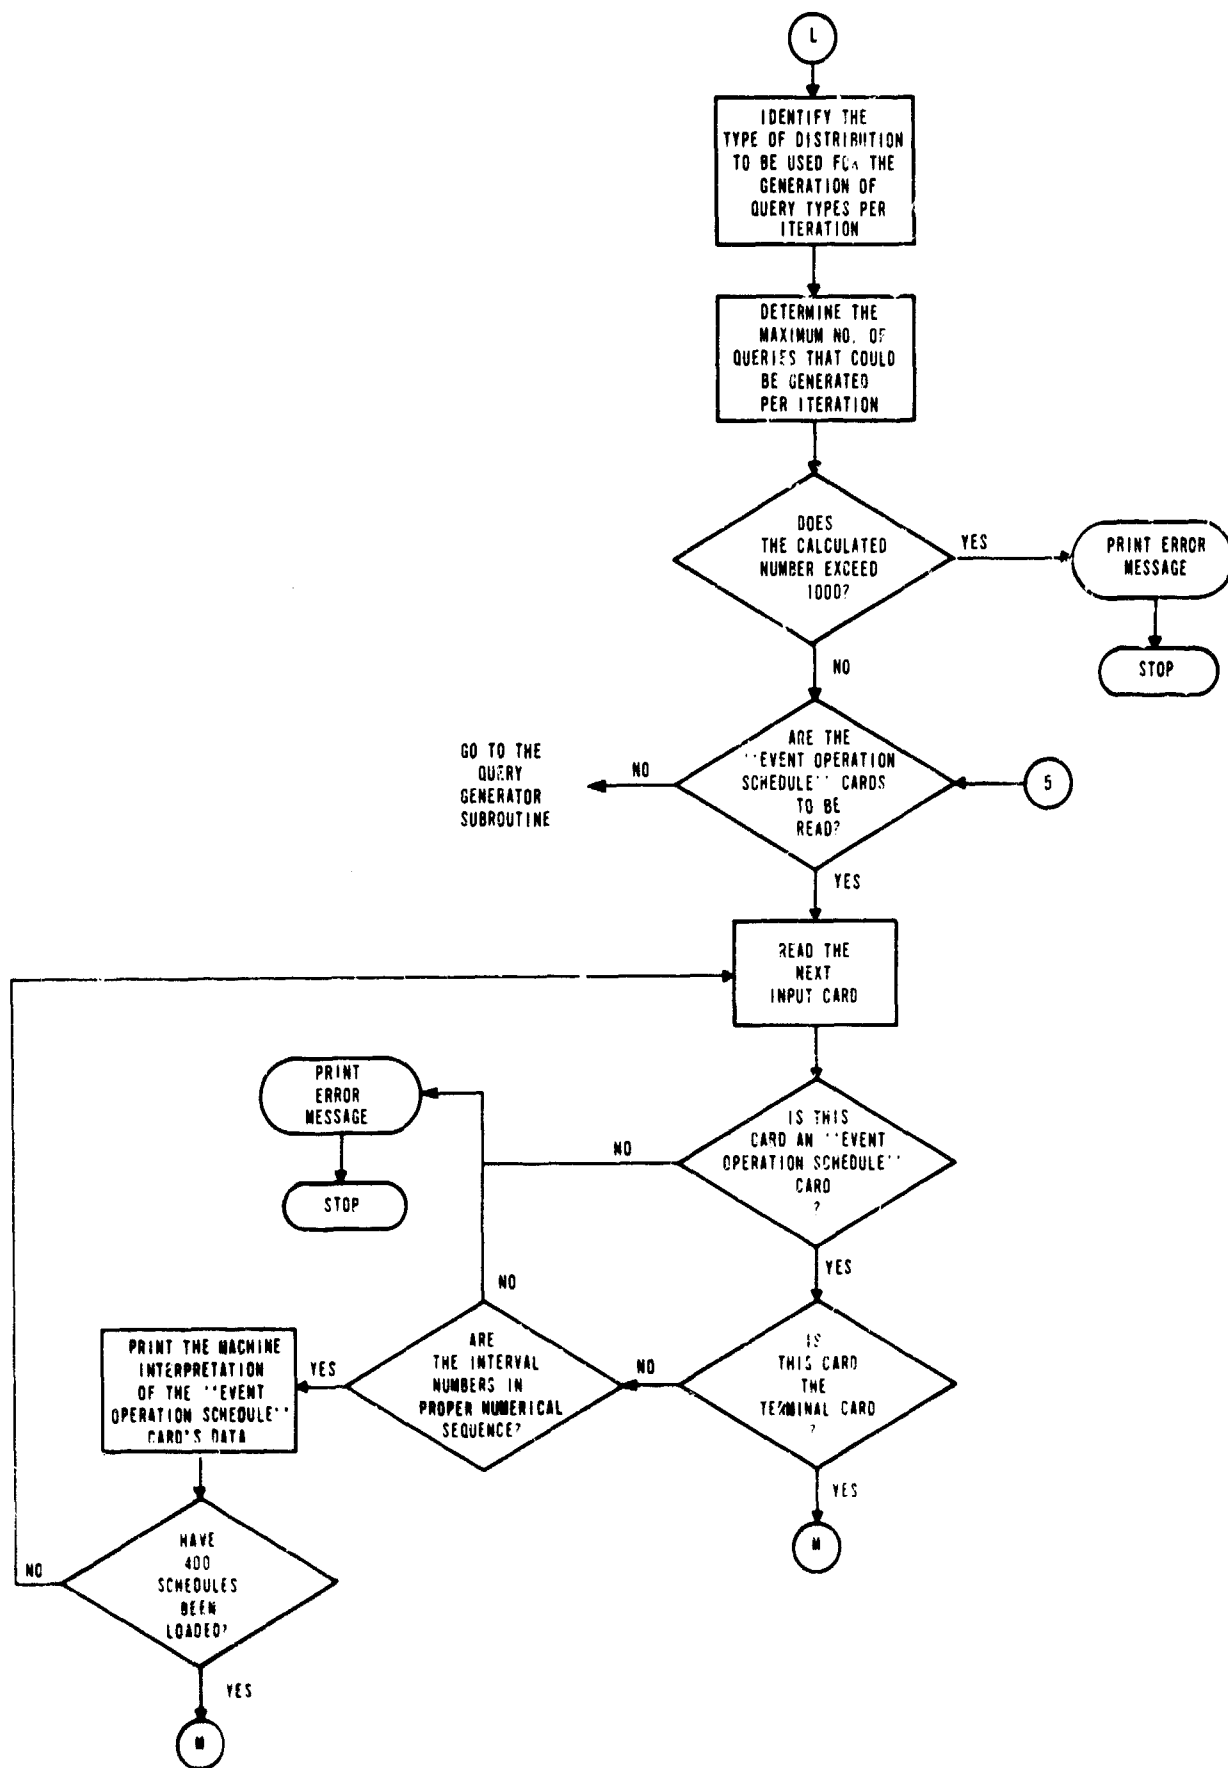 L
IDENTIFY THE
TYPE OF DISTRIBUTION
TO BE USED FOR THE
GENERATION OF
QUERY TYPES PER
ITERATION
DETERMINE THE
MAXIMUM NO. OF
QUERIES THAT COULD
BE GENERATED
PER ITERATION
DOES
THE CALCULATED
NUMBER EXCEED
1000?
YES
PRINT ERROR
MESSAGE
STOP
NO
ARE THE
''EVENT OPERATION
SCHEDULE'' CARDS
TO BE
READ?
5
NO
GO TO THE
QUERY
GENERATOR
SUBROUTINE
YES
READ THE
NEXT
INPUT CARD
PRINT
ERROR
MESSAGE
STOP
IS THIS
CARD AN ''EVENT
OPERATION SCHEDULE''
CARD
?
NO
YES
NO
IS
THIS CARD
THE
TERMINAL CARD
?
NO
ARE
THE INTERVAL
NUMBERS IN
PROPER NUMERICAL
SEQUENCE?
YES
PRINT THE MACHINE
INTERPRETATION
OF THE ''EVENT
OPERATION SCHEDULE''
CARD'S DATA
YES
M
HAVE
400
SCHEDULES
BEEN
LOADED?
NO
YES
M